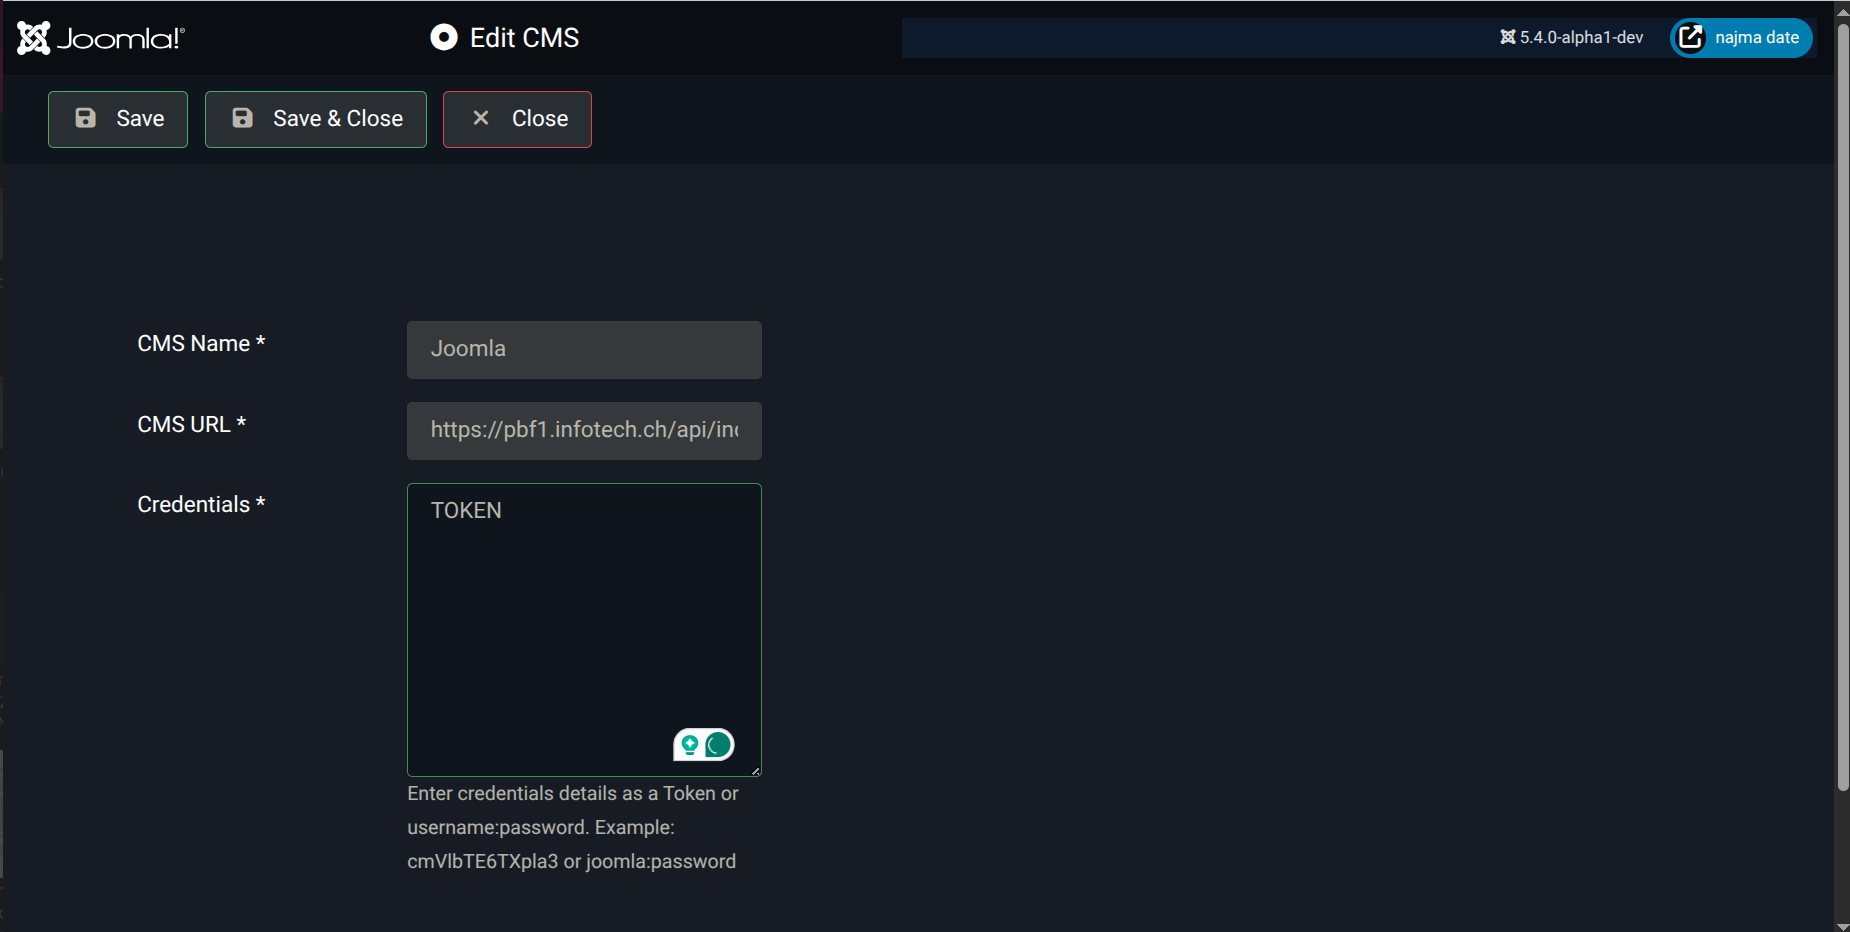 Joomla!®
Edit CMS
5.4.0-alpha1-dev
najma date
Save
Save & Close
Close
CMS Name *
Joomla
CMS URL *
https://pbf1.infotech.ch/api/
Credentials *
TOKEN
Enter credentials details as a Token or
username:password. Example:
cmVlbTE6TXpla3 or joomla:password